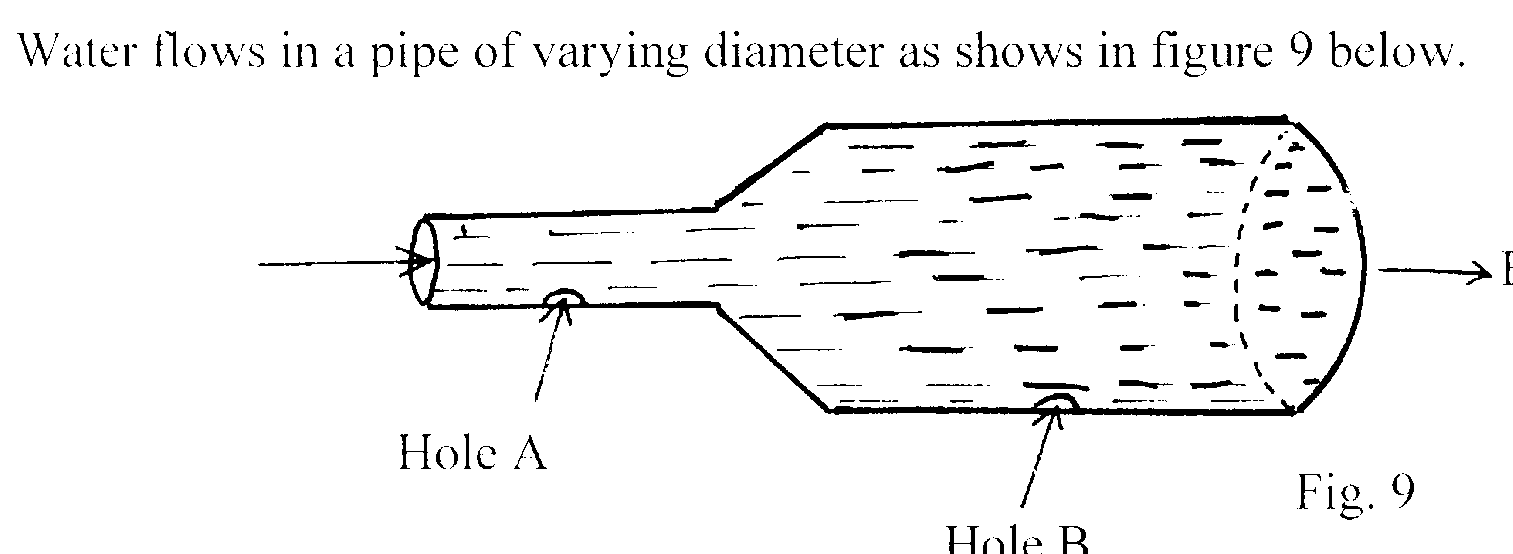 Water flows in a pipe of varying diameter as shows in figure 9 below.
Hole A
Fig. 9
Hole B